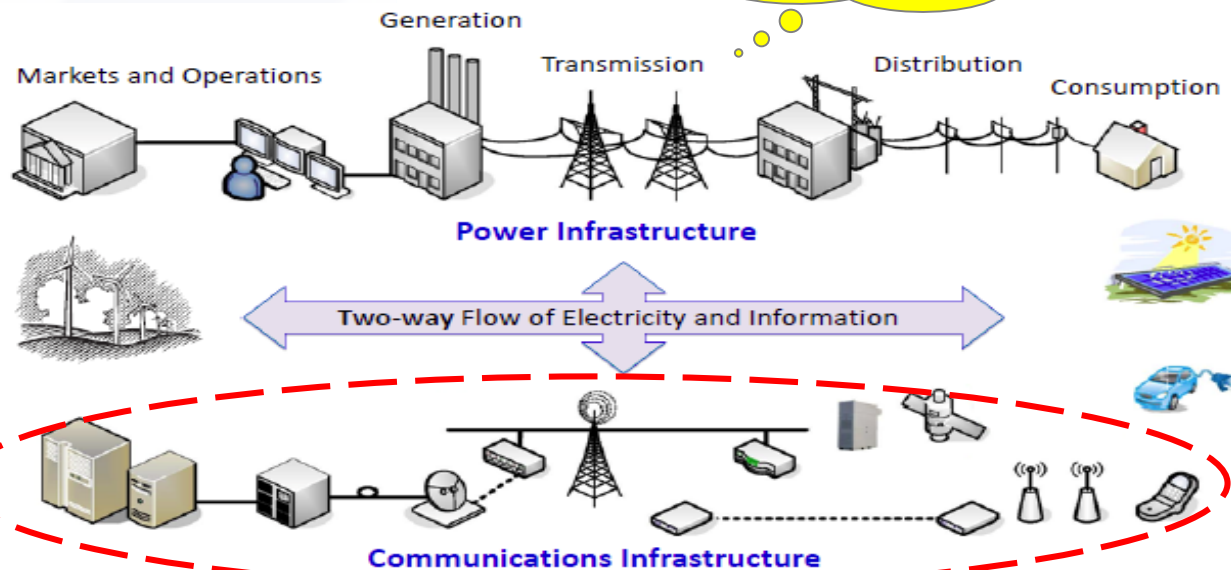 Generation
Markets and Operations
Transmission
Distribution
Consumption
Power Infrastructure
Two-way Flow of Electricity and Information
Communications Infrastructure